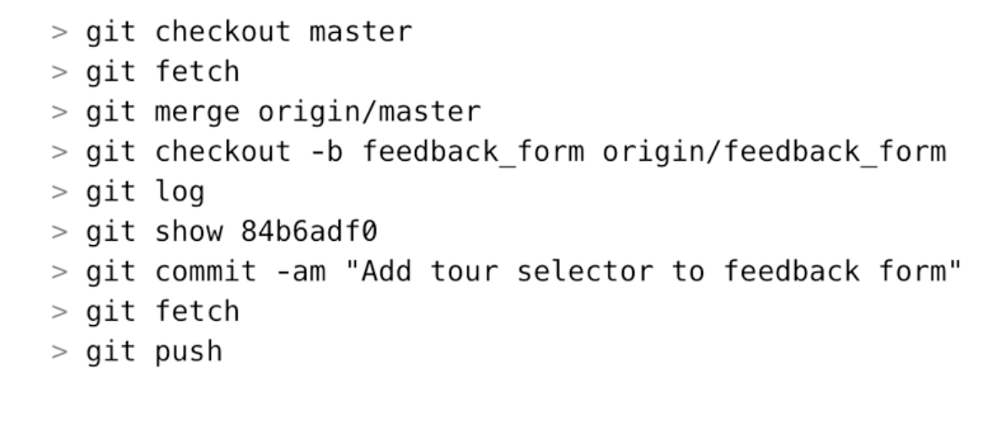 > git checkout master
> git fetch
> git merge origin/master
> git checkout -b feedback_form origin/feedback_form
> git log
> git show 84b6adf0
> git commit -am "Add tour selector to feedback form"
> git fetch
> git push